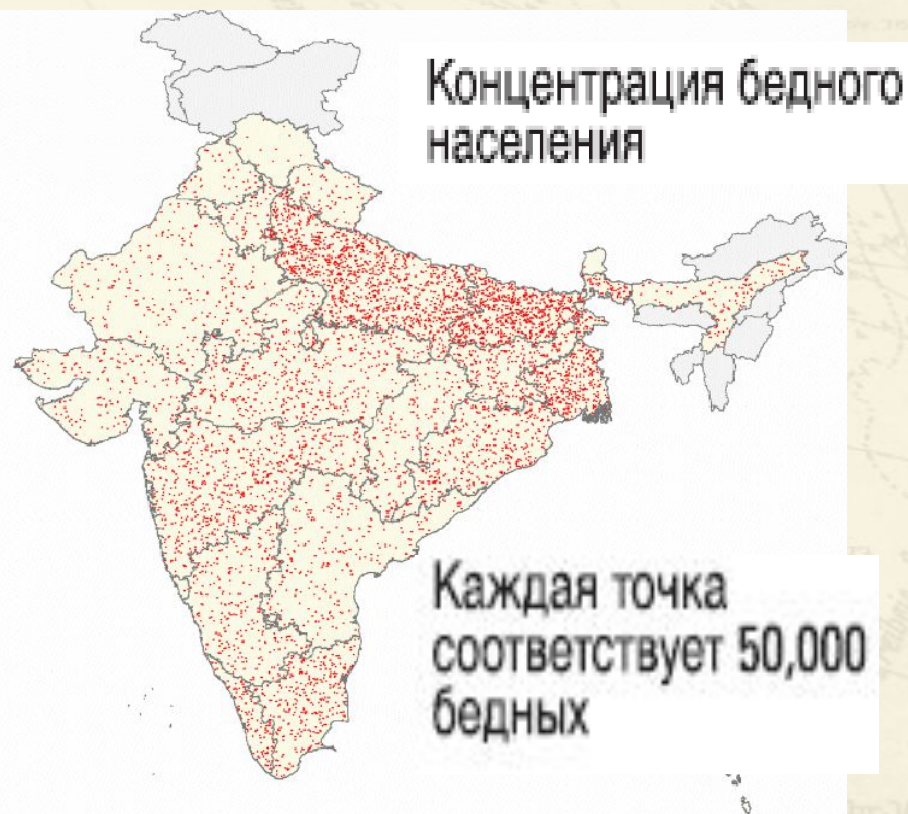 Концентрация бедного
населения
Каждая точка
соответствует 50,000
бедных